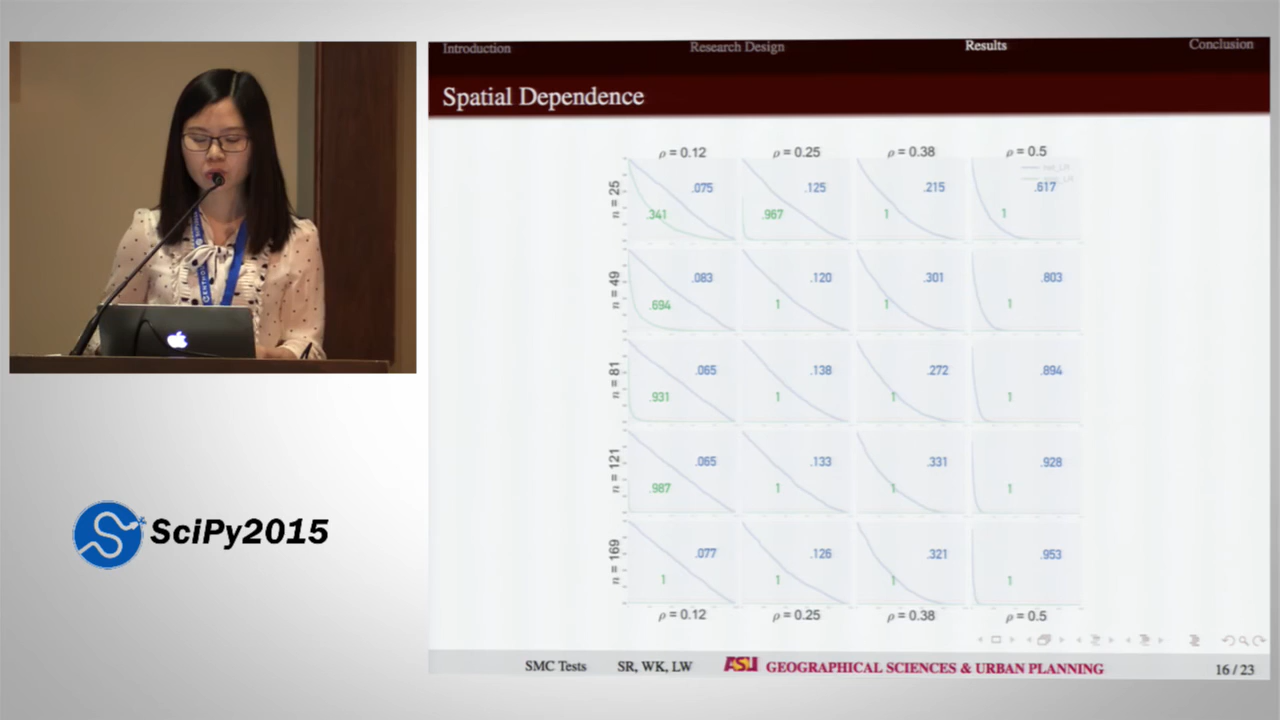 Introduction Research Design Results Conclusion
Spatial Dependence
ρ = 0.12 ρ = 0.25 ρ = 0.38 ρ = 0.5
n = 25 .075 .125 .215 .617
.341 .967 1 1
n = 49 .083 .120 .301 .803
.694 1 1 1
n = 81 .065 .138 .272 .894
.931 1 1 1
n = 121 .065 .133 .331 .928
.987 1 1 1
n = 169 .077 .126 .321 .953
1 1 1 1
ρ = 0.12 ρ = 0.25 ρ = 0.38 ρ = 0.5
SMC Tests SR, WK, LW ASU GEOGRAPHICAL SCIENCES & URBAN PLANNING 16 / 23
SciPy2015